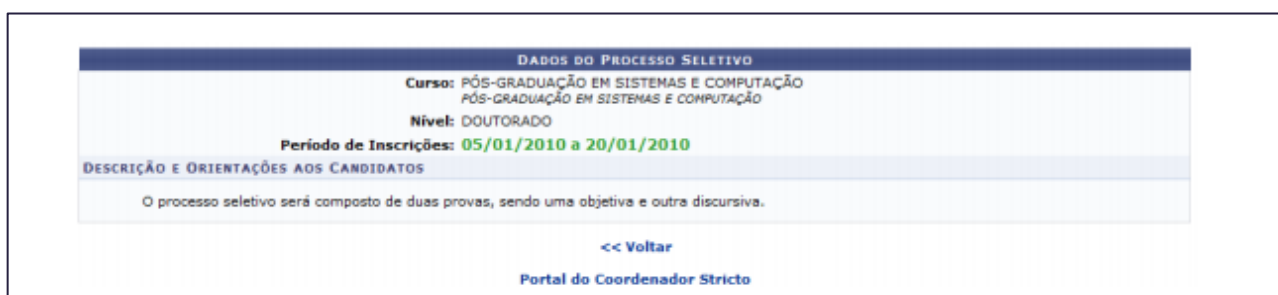 DADOS DO PROCESSO SELETIVO
Curso: PÓS-GRADUAÇÃO EM SISTEMAS E COMPUTAÇÃO
PÓS-GRADUAÇÃO EM SISTEMAS E COMPUTAÇÃO
Nível: DOUTORADO
Período de Inscrições: 05/01/2010 a 20/01/2010
DESCRIÇÃO E ORIENTAÇÕES AOS CANDIDATOS
O processo seletivo será composto de duas provas, sendo uma objetiva e outra discursiva.
<< Voltar
Portal do Coordenador Stricto